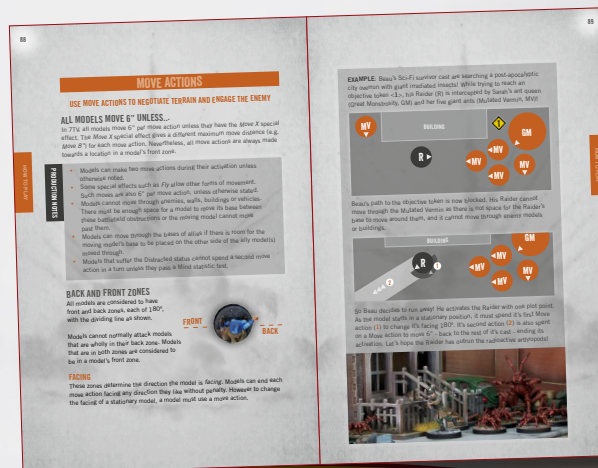 88
MOVE ACTIONS
USE MOVE ACTIONS TO NEGOTIATE TERRAIN AND ENGAGE THE ENEMY
ALL MODELS MOVE 6" UNLESS...
In 7TV, all models move 6" per move action unless they have the Move X special
effect. The Move X special effect gives a different maximum move distance (e.g.
Move 8") for each move action. Nevertheless, all move actions are always made
towards a location in a model's front zone.
HOW TO PLAY
PRODUCTION NOTES
• Models can make two move actions during their activation unless
otherwise noted.
• Some special effects such as Fly allow other forms of movement.
Such moves are also 6" per move action, unless otherwise stated.
• Models cannot move through enemies, walls, buildings or vehicles.
There must be enough space for a model to move its base between
these battlefield obstructions or the moving model cannot move
past them.
• Models can move through the bases of allies if there is room for the
moving model's base to be placed on the other side of the ally model(s)
moved through.
• Models that suffer the Distracted status cannot spend a second move
action in a turn unless they pass a Mind statistic test.
BACK AND FRONT ZONES
All models are considered to have
front and back zones, each of 180°,
with the dividing line as shown.
Models cannot normally attack models
that are wholly in their back zone. Models
that are in both zones are considered to
be in a model's front zone.
FRONT
BACK
FACING
These zones determine the direction the model is facing. Models can end each
move action facing any direction they like without penalty. However to change
the facing of a stationary model, a model must use a move action.
89
EXAMPLE: Beau's Sci-Fi survivor cast are searching a post-apocalyptic
city overrun with giant irradiated insects! While trying to reach an
objective token <1>, his Raider (R) is intercepted by Sarah's ant queen
(Great Monstrosity, GM) and her five giant ants (Mutated Vermin, MV)!
MV
BUILDING
1
GM
R
MV
MV
MV
MV
Beau's path to the objective token is now blocked. His Raider cannot
move through the Mutated Vermin as there is not space for the Raider's
base to move around them, and it cannot move through enemy models
or buildings.
BUILDING
GM
R
1
MV
MV
MV
MV
2
So Beau decides to run away! He activates the Raider with one plot point.
As the model starts in a stationary position, it must spend it's first Move
action (1) to change it's facing 180°. It's second action (2) is also spent
on a Move action to move 6" - back to the rest of it's cast - ending its
activation. Let's hope the Raider has outrun the radioactive arthropods!